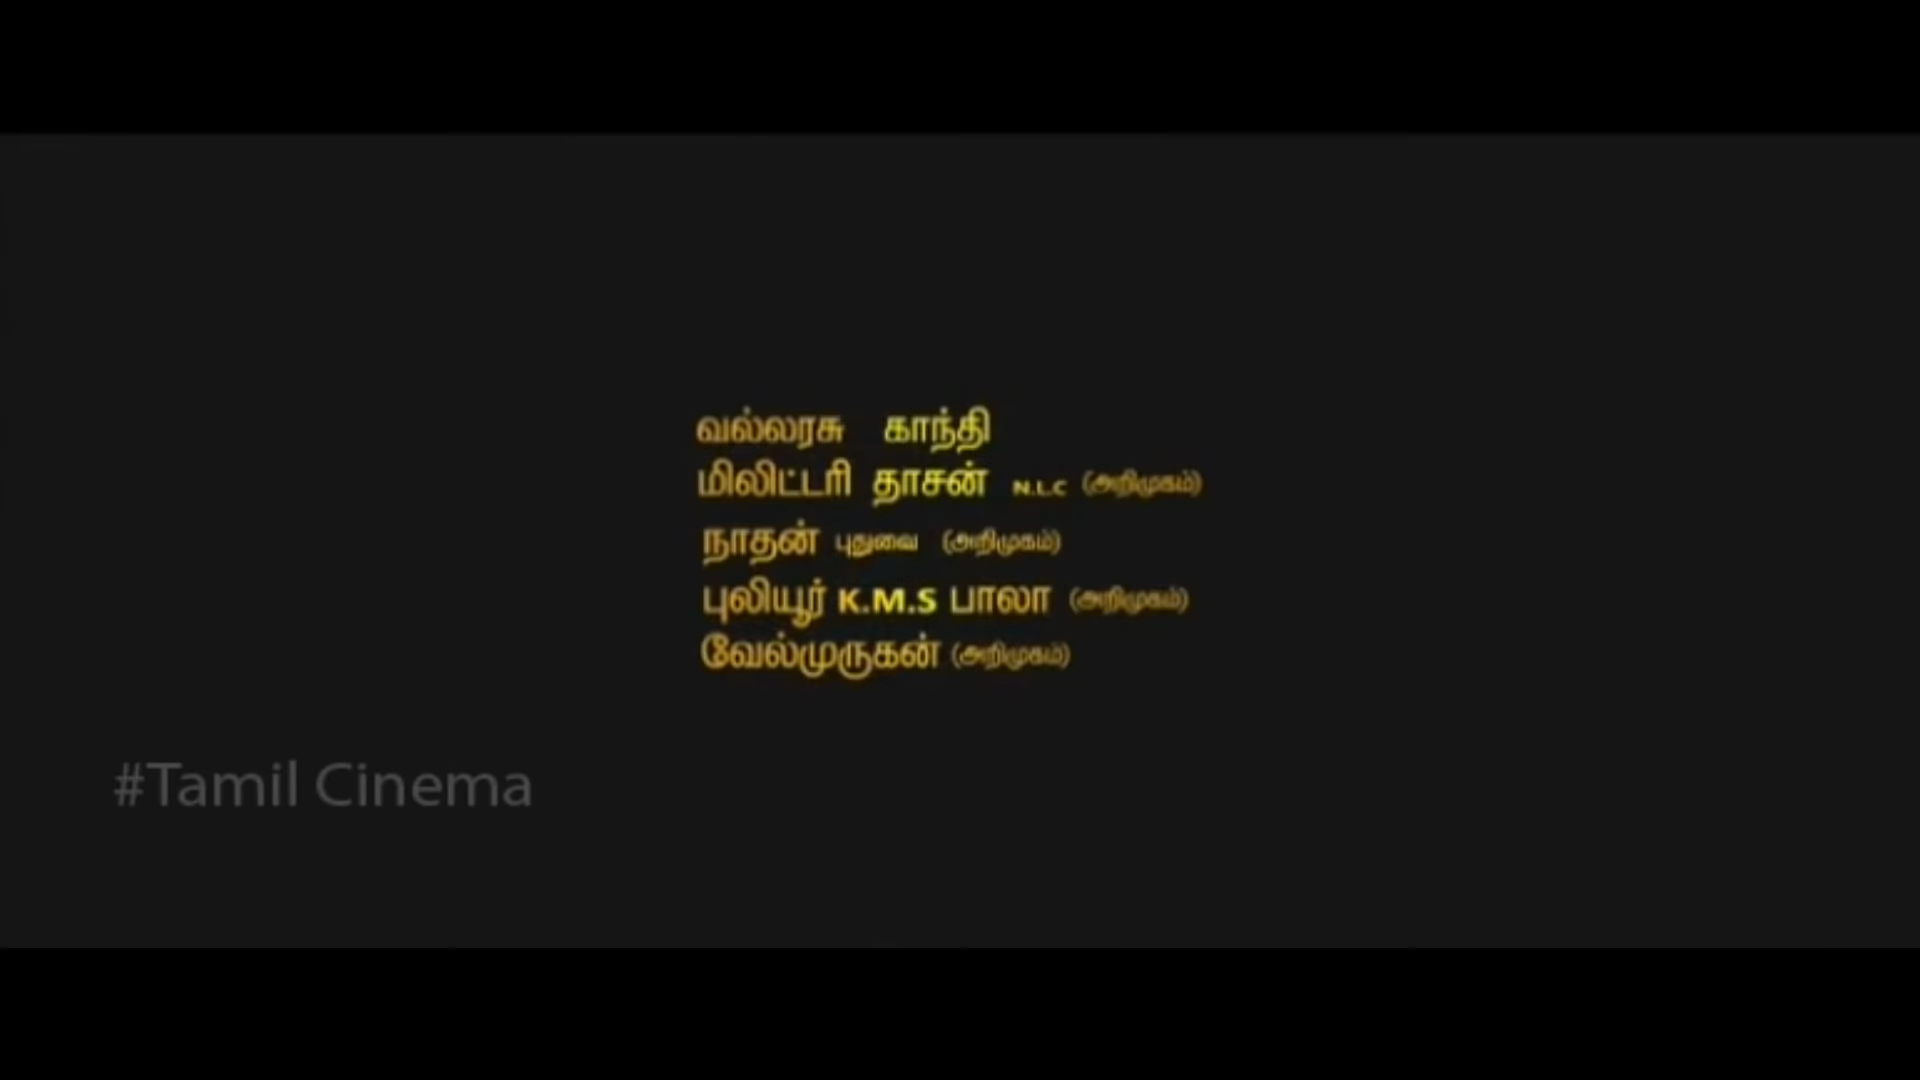 வல்லரசு காந்தி
மிலிட்டரி தாசன் N.L.C (அறிமுகம்)
நாதன் புதுவை (அறிமுகம்)
புலியூர் K.M.S பாலா (அறிமுகம்)
வேல்முருகன் (அறிமுகம்)
#Tamil Cinema